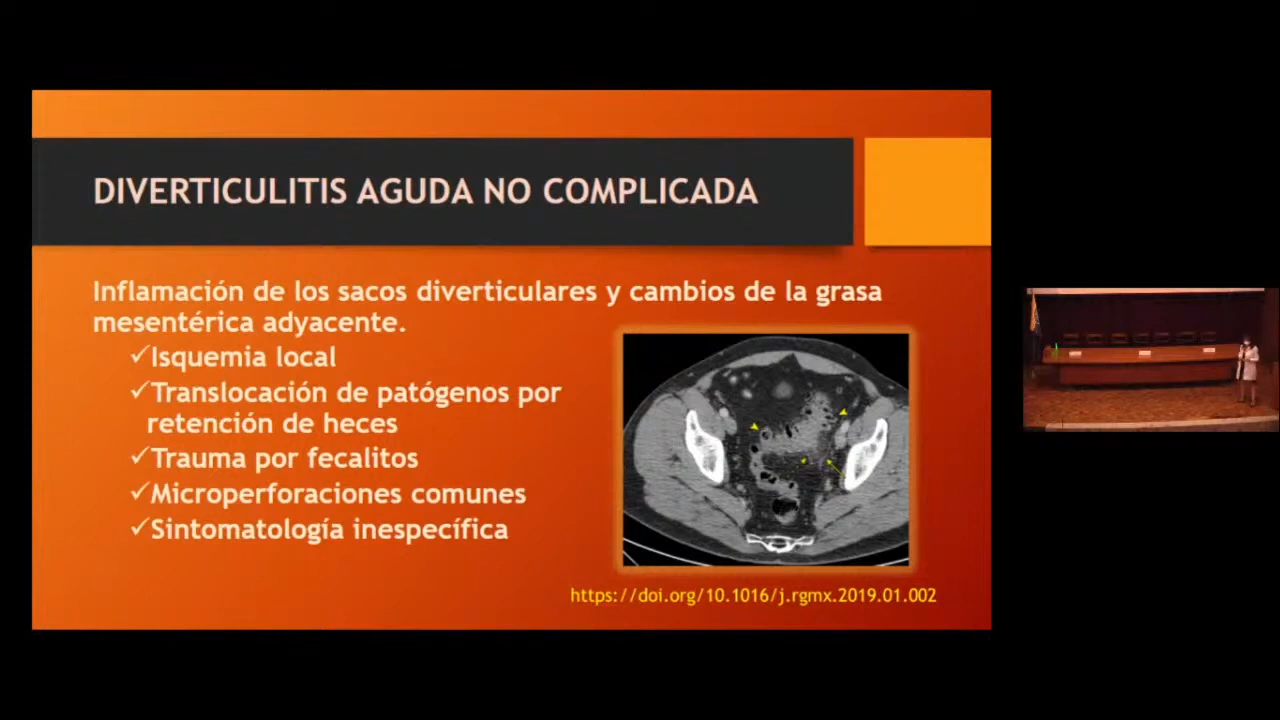 DIVERTICULITIS AGUDA NO COMPLICADA
Inflamación de los sacos diverticulares y cambios de la grasa
mesentérica adyacente.
✓Isquemia local
✓Translocación de patógenos por
retención de heces
✓Trauma por fecalitos
✓Microperforaciones comunes
✓Sintomatología inespecífica
https://doi.org/10.1016/j.rgmx.2019.01.002